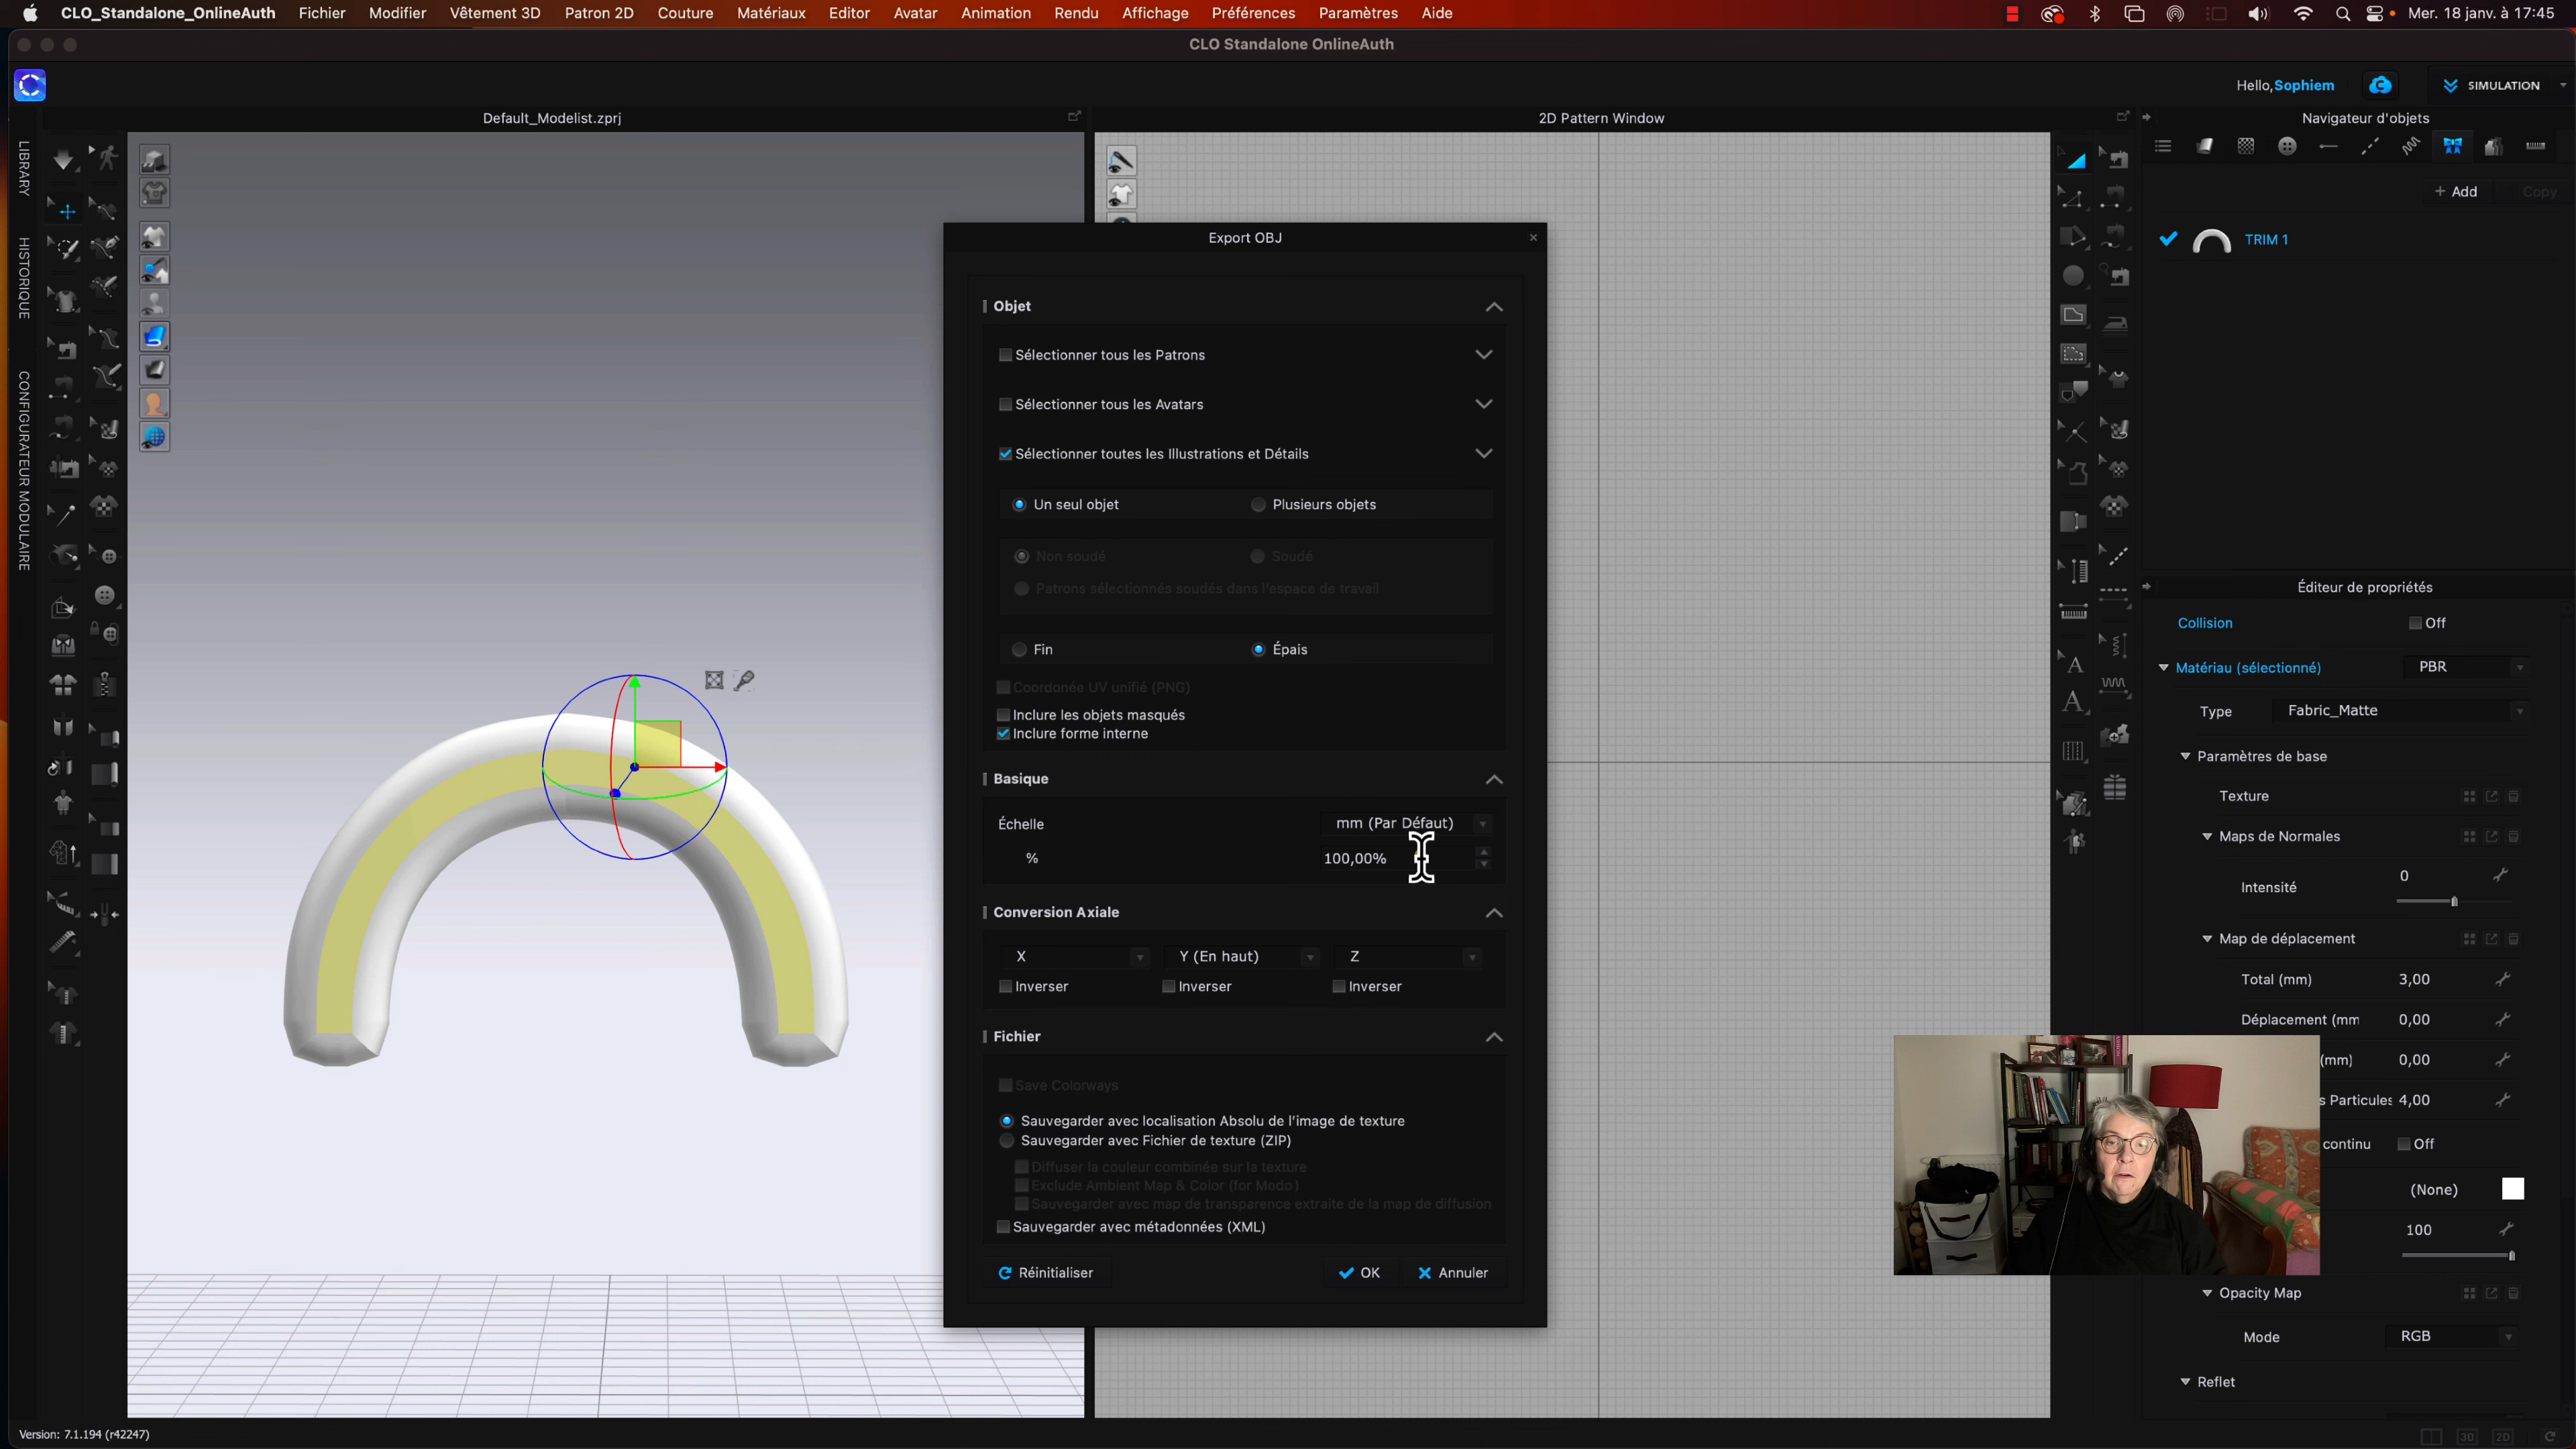 CLO_Standalone_OnlineAuth Fichier Modifier Vêtement 3D Patron 2D Couture Matériaux Editor Avatar Animation Rendu Affichage Préférences Paramètres Aide Mer. 18 janv. à 17:45
CLO Standalone OnlineAuth
Hello,Sophiem
SIMULATION
Default_Modelist.zprj
2D Pattern Window
Navigateur d'objets
LIBRARY
HISTORIQUE
CONFIGURATEUR MODULAIRE
+ Add Copy
TRIM 1
Export OBJ
Objet
Sélectionner tous les Patrons
Sélectionner tous les Avatars
Sélectionner toutes les Illustrations et Détails
Un seul objet Plusieurs objets
Non soudé Soudé
Patrons sélectionnés soudés dans l'espace de travail
Fin Épais
Coordonée UV unifié (PNG)
Inclure les objets masqués
Inclure forme interne
Basique
Échelle mm (Par Défaut)
% 100,00%
Conversion Axiale
X Y (En haut) Z
Inverser Inverser Inverser
Fichier
Save Colorways
Sauvegarder avec localisation Absolu de l'image de texture
Sauvegarder avec Fichier de texture (ZIP)
Diffuser la couleur combinée sur la texture
Exclude Ambient Map & Color (for Modo)
Sauvegarder avec map de transparence extraite de la map de diffusion
Sauvegarder avec métadonnées (XML)
Réinitialiser OK Annuler
Éditeur de propriétés
Collision Off
Matériau (sélectionné) PBR
Type Fabric_Matte
Paramètres de base
Texture
Maps de Normales
Intensité 0
Map de déplacement
Total (mm) 3,00
Déplacement (mm 0,00
(mm) 0,00
s Particules 4,00
continu Off
(None)
100
Opacity Map
Mode RGB
Reflet
Version: 7.1.194 (r42247)
3D 2D